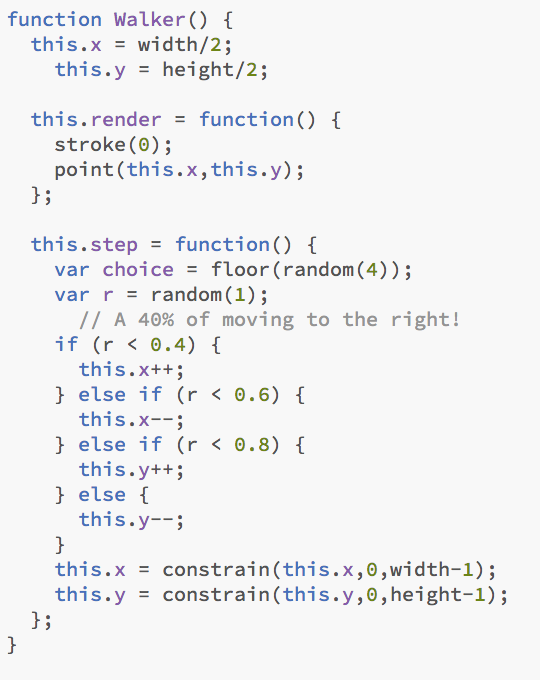 function Walker() {
  this.x = width/2;
    this.y = height/2;

  this.render = function() {
    stroke(0);
    point(this.x,this.y);
  };

  this.step = function() {
    var choice = floor(random(4));
    var r = random(1);
      // A 40% of moving to the right!
    if (r < 0.4) {
      this.x++;
    } else if (r < 0.6) {
      this.x--;
    } else if (r < 0.8) {
      this.y++;
    } else {
      this.y--;
    }
    this.x = constrain(this.x,0,width-1);
    this.y = constrain(this.y,0,height-1);
  };
}